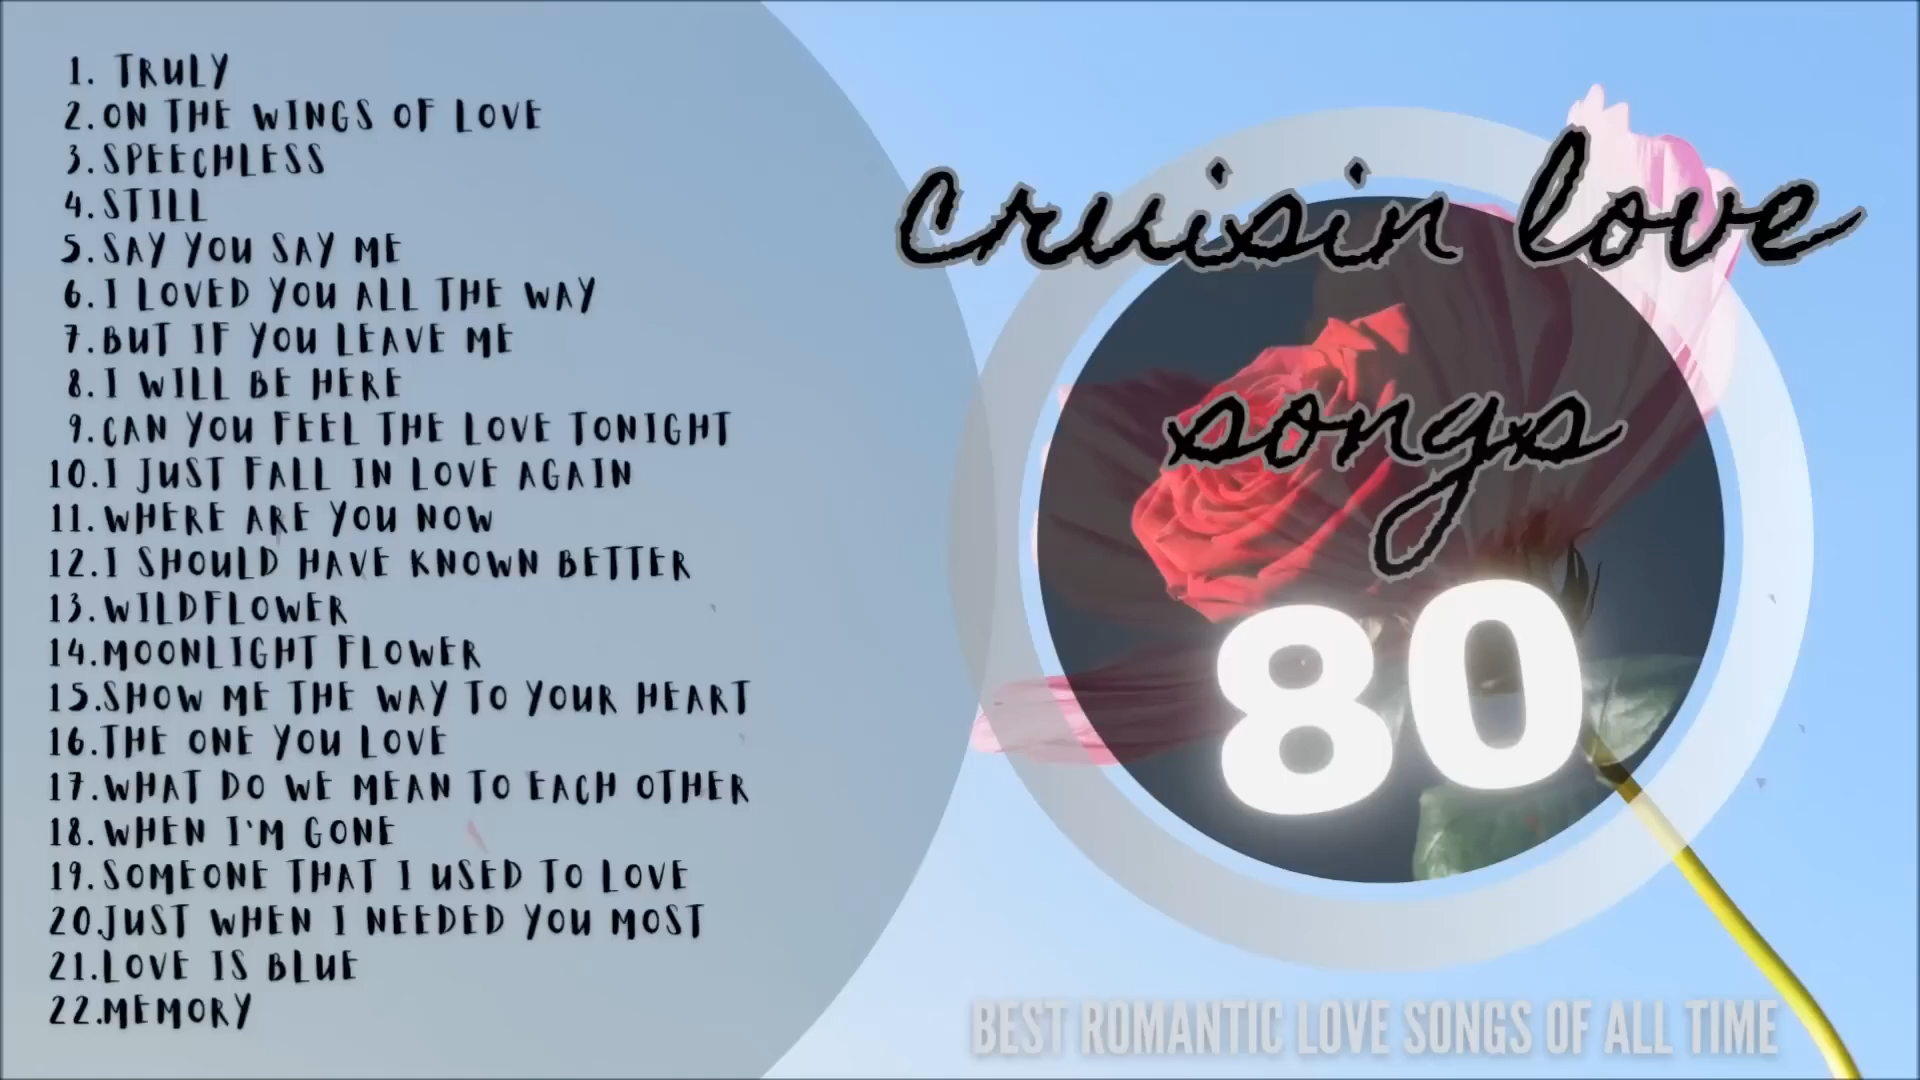 1. TRULY
2. ON THE WINGS OF LOVE
3. SPEECHLESS
4. STILL
5. SAY YOU SAY ME
6. I LOVED YOU ALL THE WAY
7. BUT IF YOU LEAVE ME
8. I WILL BE HERE
9. CAN YOU FEEL THE LOVE TONIGHT
10. I JUST FALL IN LOVE AGAIN
11. WHERE ARE YOU NOW
12. I SHOULD HAVE KNOWN BETTER
13. WILDFLOWER
14. MOONLIGHT FLOWER
15. SHOW ME THE WAY TO YOUR HEART
16. THE ONE YOU LOVE
17. WHAT DO WE MEAN TO EACH OTHER
18. WHEN I'M GONE
19. SOMEONE THAT I USED TO LOVE
20. JUST WHEN I NEEDED YOU MOST
21. LOVE IS BLUE
22. MEMORY
cruisin love
songs
80
BEST ROMANTIC LOVE SONGS OF ALL TIME